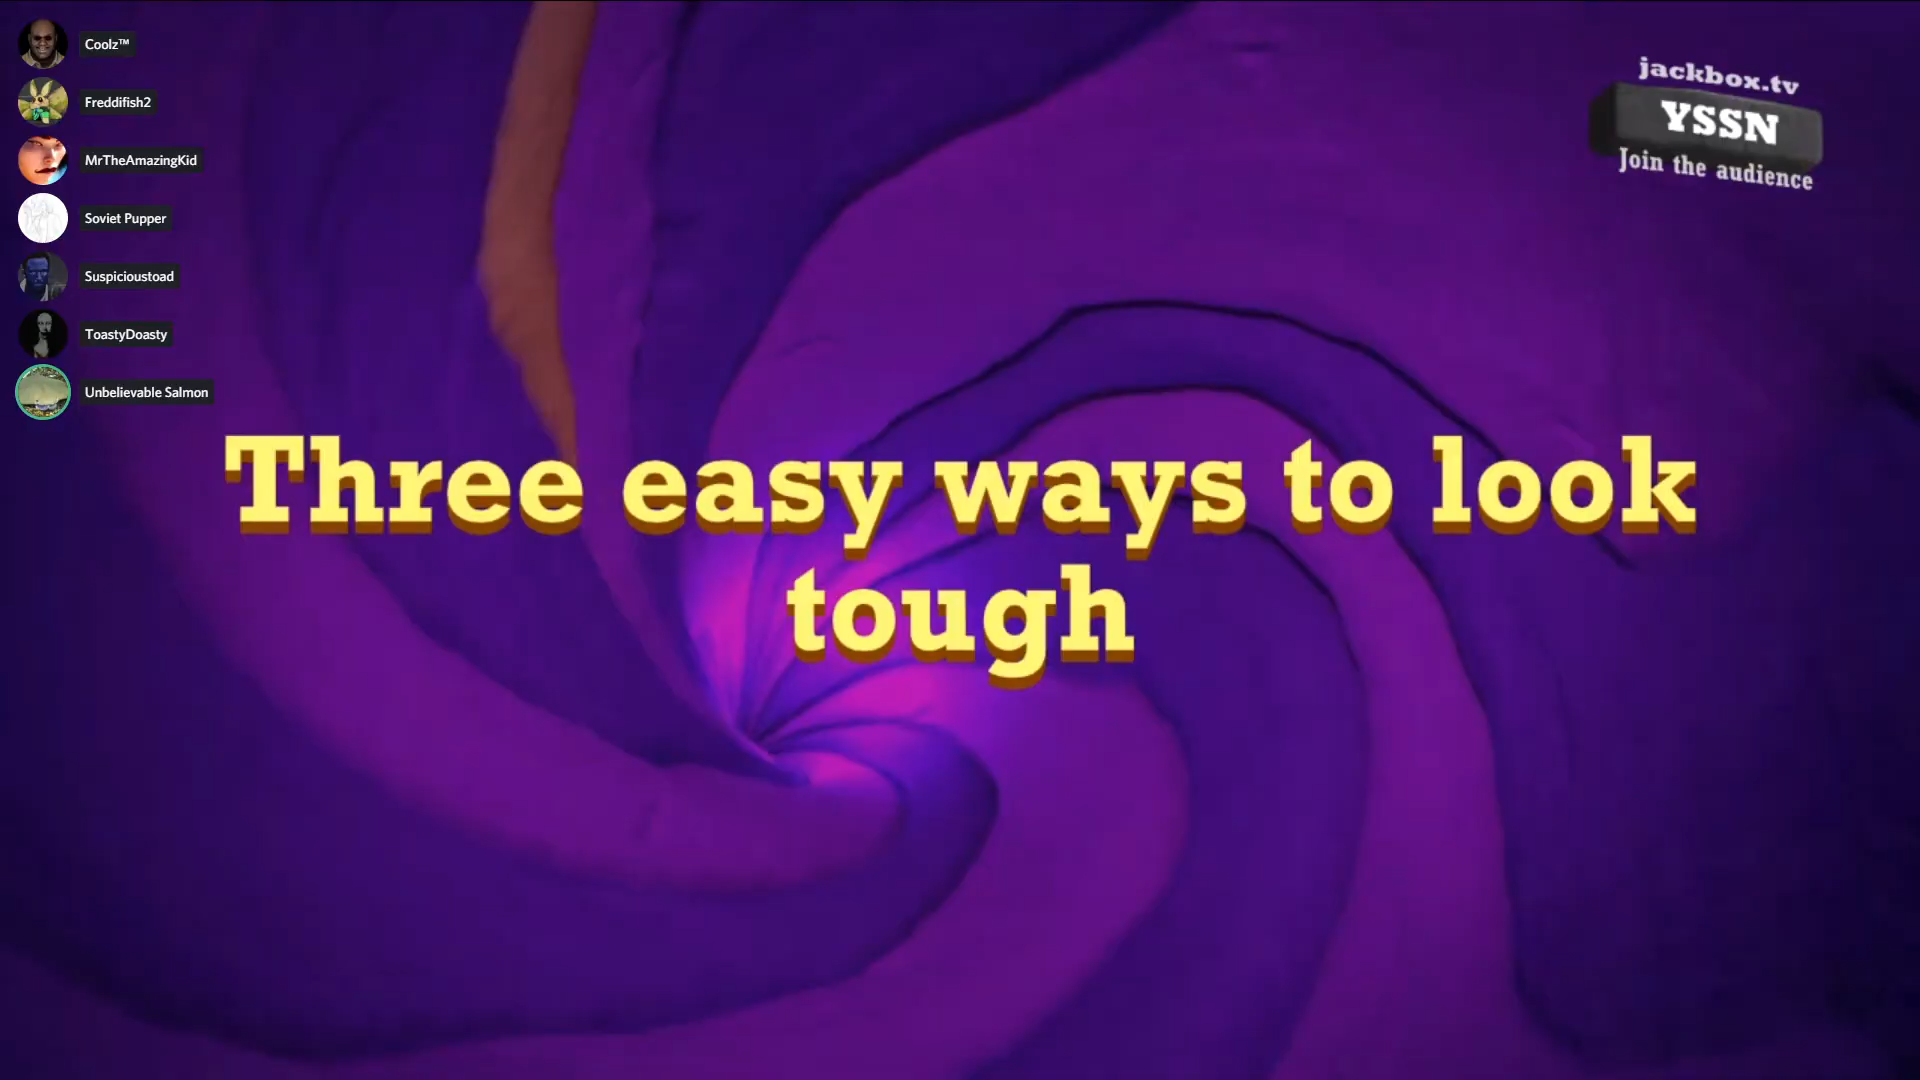 Coolz™
Freddifish2
MrTheAmazingKid
Soviet Pupper
Suspicioustoad
ToastyDoasty
Unbelievable Salmon
jackbox.tv
YSSN
Join the audience
Three easy ways to look
tough